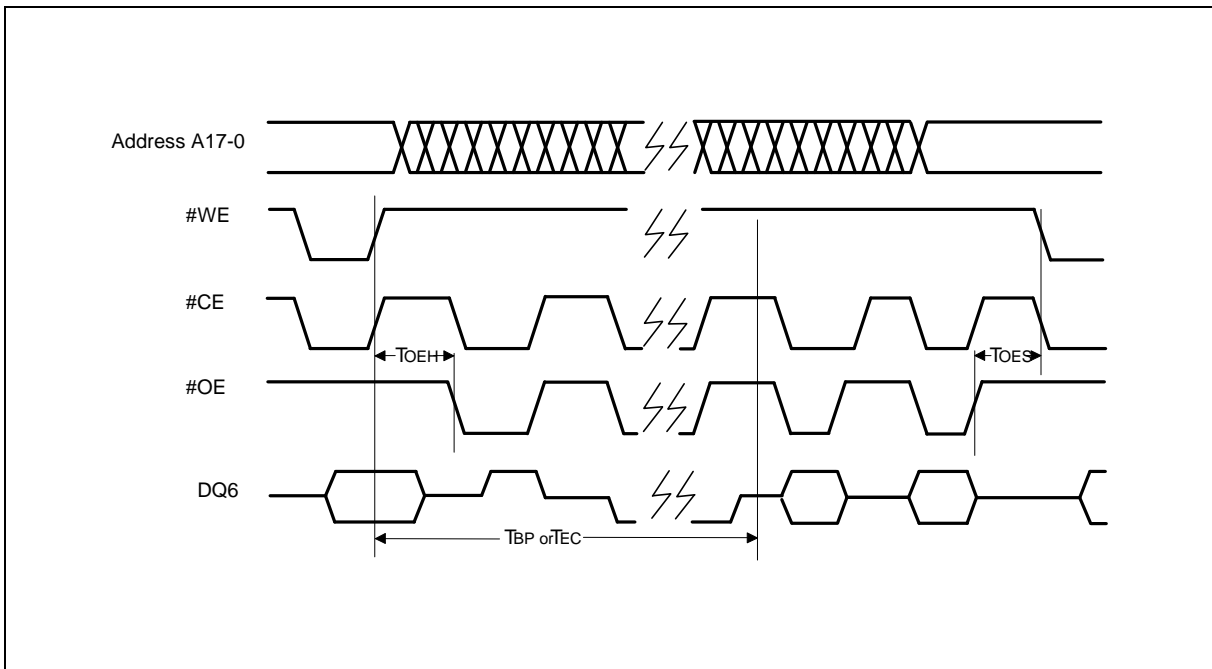 Address A17-0
#WE
#CE
TOEH
TOES
#OE
DQ6
TBP orTEC